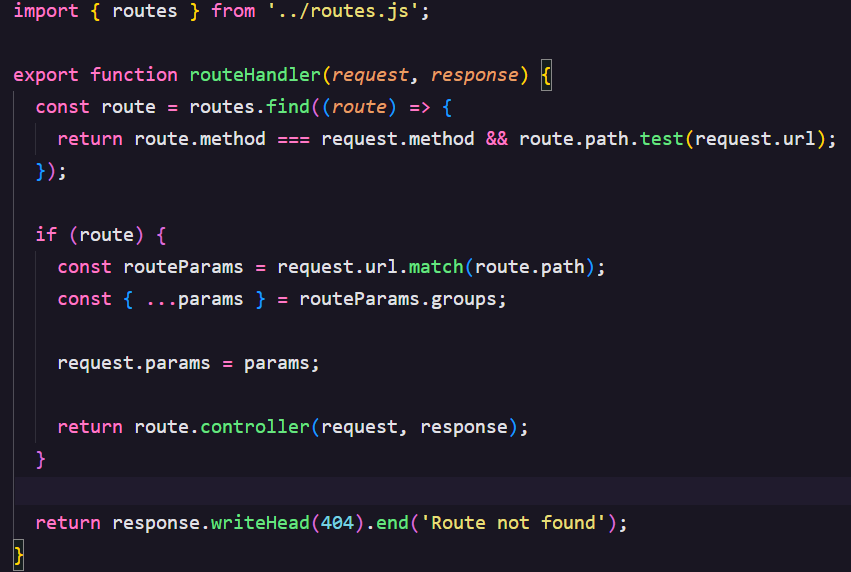 import { routes } from '../routes.js';
export function routeHandler(request, response) {
const route = routes.find((route) => {
return route.method === request.method && route.path.test(request.url);
});
if (route) {
const routeParams = request.url.match(route.path);
const { ...params } = routeParams.groups;
request.params = params;
return route.controller(request, response);
}
return response.writeHead(404).end('Route not found');
}